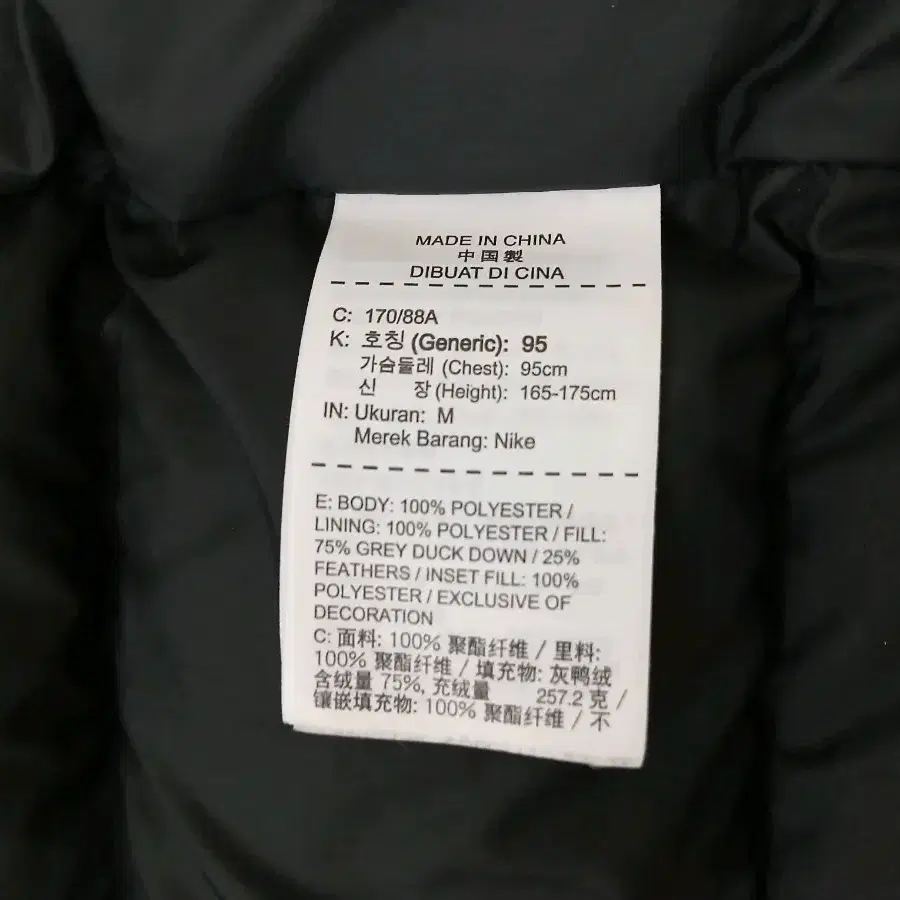 MADE IN CHINA
中国製
DIBUAT DI CINA
C: 170/88A
K: 호칭 (Generic): 95
가슴둘레 (Chest): 95cm
신 장 (Height): 165-175cm
IN: Ukuran: M
Merek Barang: Nike
E: BODY: 100% POLYESTER /
LINING: 100% POLYESTER / FILL:
75% GREY DUCK DOWN / 25%
FEATHERS / INSET FILL: 100%
POLYESTER / EXCLUSIVE OF
DECORATION
C: 面料: 100% 聚酯纤维 / 里料:
100% 聚酯纤维 / 填充物: 灰鸭绒
含绒量 75%, 充绒量 257.2 克 /
镶嵌填充物: 100% 聚酯纤维 / 不